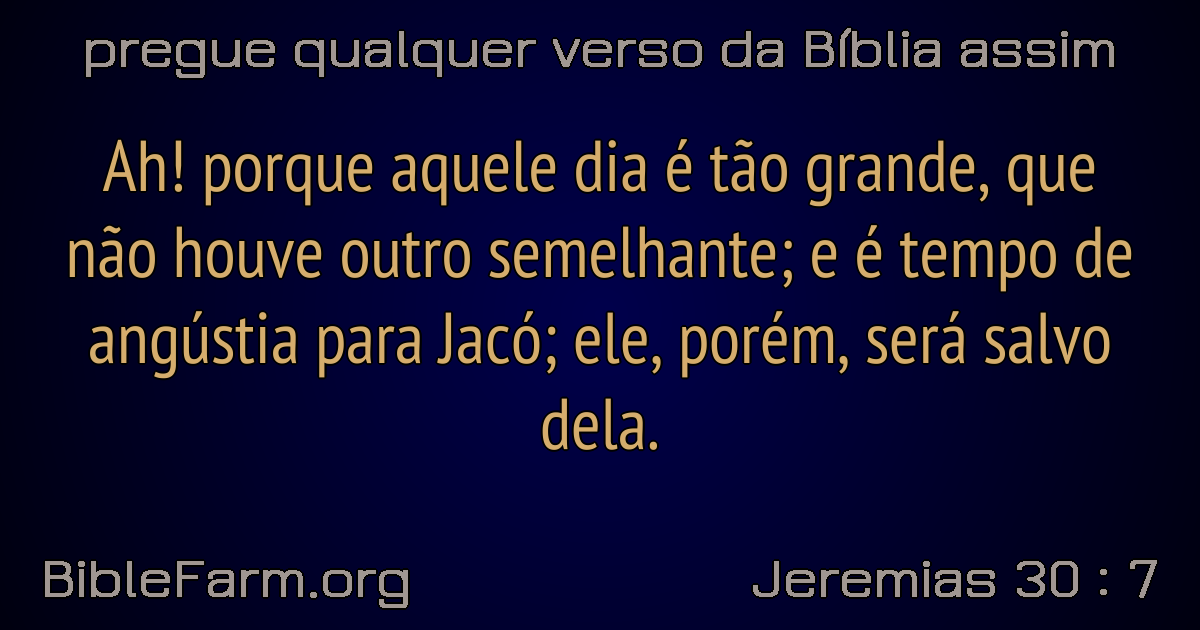 pregue qualquer verso da Bíblia assim
Ah! porque aquele dia é tão grande, que
não houve outro semelhante; e é tempo de
angústia para Jacó; ele, porém, será salvo
dela.
BibleFarm.org
Jeremias 30 : 7